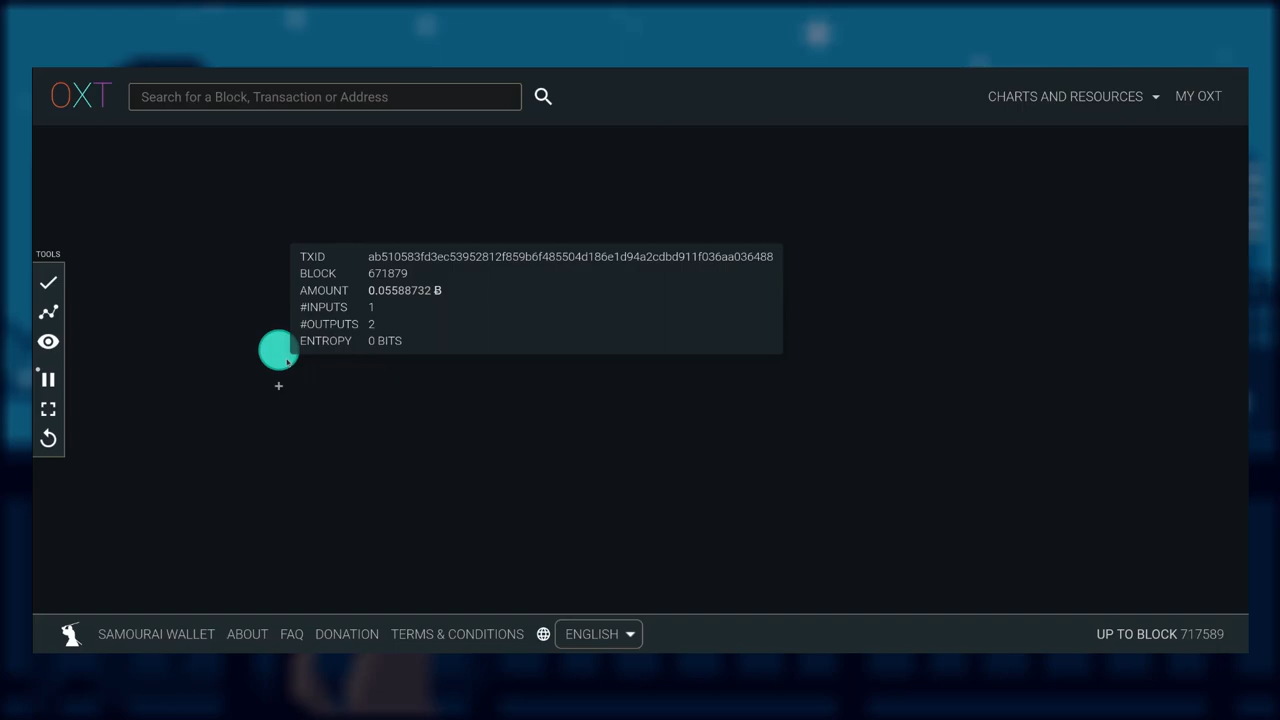 OXT
Search for a Block, Transaction or Address
CHARTS AND RESOURCES
MY OXT
TOOLS
TXID ab510583fd3ec53952812f859b6f485504d186e1d94a2cdbd911f036aa036488
BLOCK 671879
AMOUNT 0.05588732 Ƀ
#INPUTS 1
#OUTPUTS 2
ENTROPY 0 BITS
+
SAMOURAI WALLET ABOUT FAQ DONATION TERMS & CONDITIONS ENGLISH UP TO BLOCK 717589